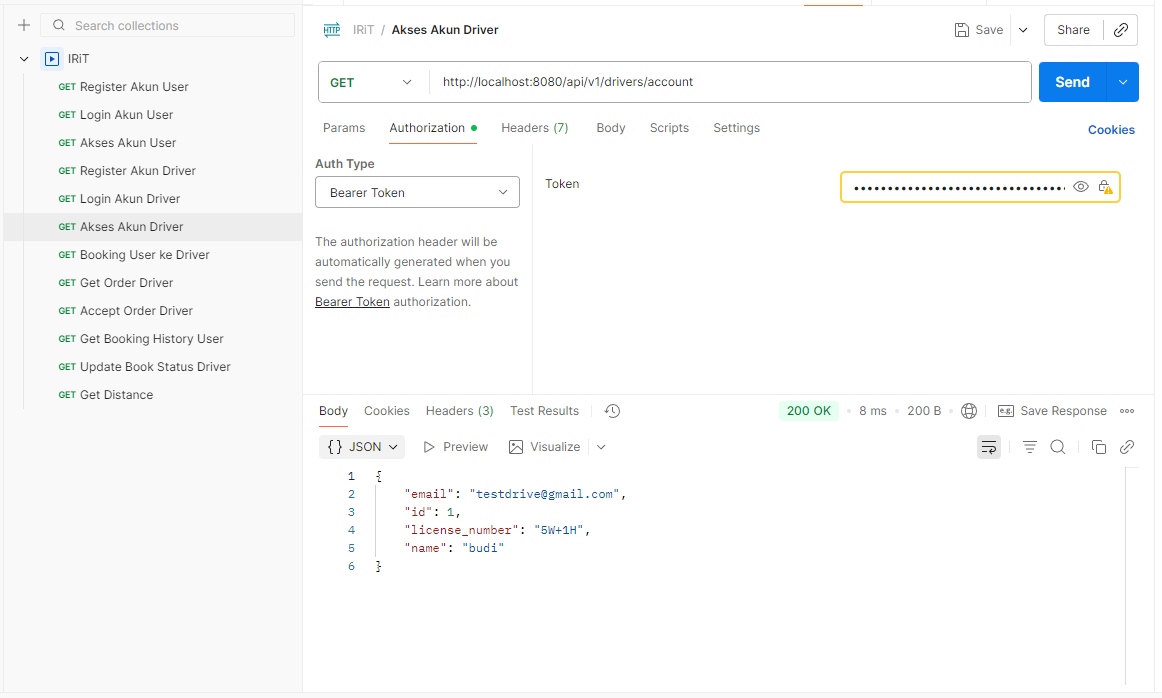 Search collections
IRiT
GET Register Akun User
GET Login Akun User
GET Akses Akun User
GET Register Akun Driver
GET Login Akun Driver
GET Akses Akun Driver
GET Booking User ke Driver
GET Get Order Driver
GET Accept Order Driver
GET Get Booking History User
GET Update Book Status Driver
GET Get Distance
HTTP IRiT / Akses Akun Driver
Save
Share
GET
http://localhost:8080/api/v1/drivers/account
Send
Params Authorization Headers (7) Body Scripts Settings
Cookies
Auth Type
Bearer Token
The authorization header will be
automatically generated when you
send the request. Learn more about
Bearer Token authorization.
Token
Body Cookies Headers (3) Test Results
200 OK • 8 ms • 200 B
e.g. Save Response
{} JSON Preview Visualize
1 {
2 "email": "testdrive@gmail.com",
3 "id": 1,
4 "license_number": "5W+1H",
5 "name": "budi"
6 }